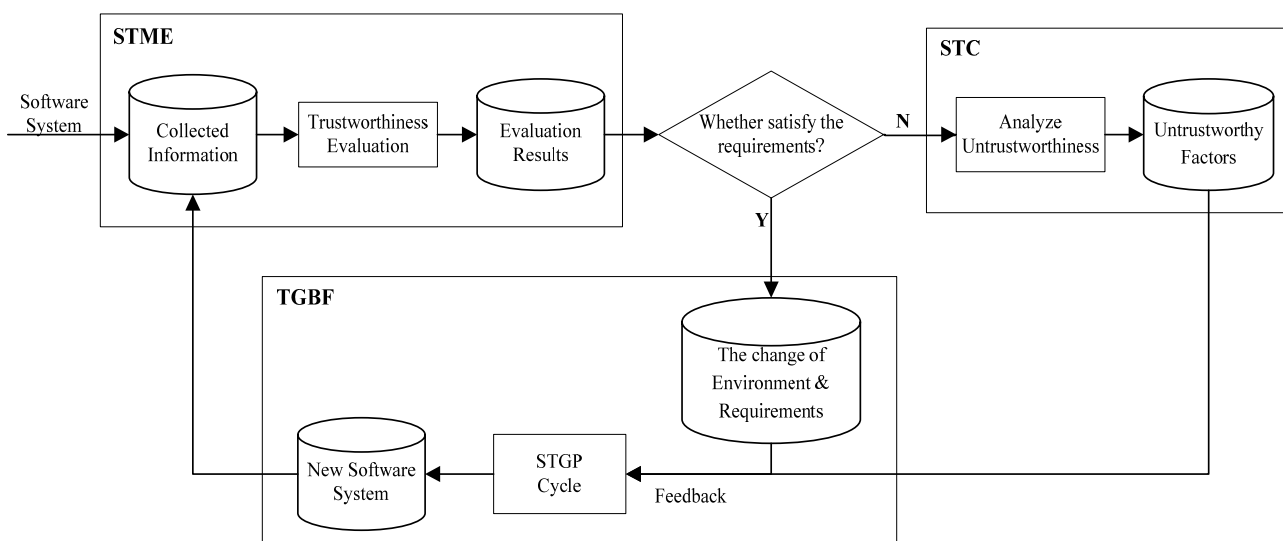 STME
STC
Software
System
Collected
Information
Trustworthiness
Evaluation
Evaluation
Results
Whether satisfy the
requirements?
N
Analyze
Untrustworthiness
Untrustworthy
Factors
Y
TGBF
The change of
Environment &
Requirements
New Software
System
STGP
Cycle
Feedback